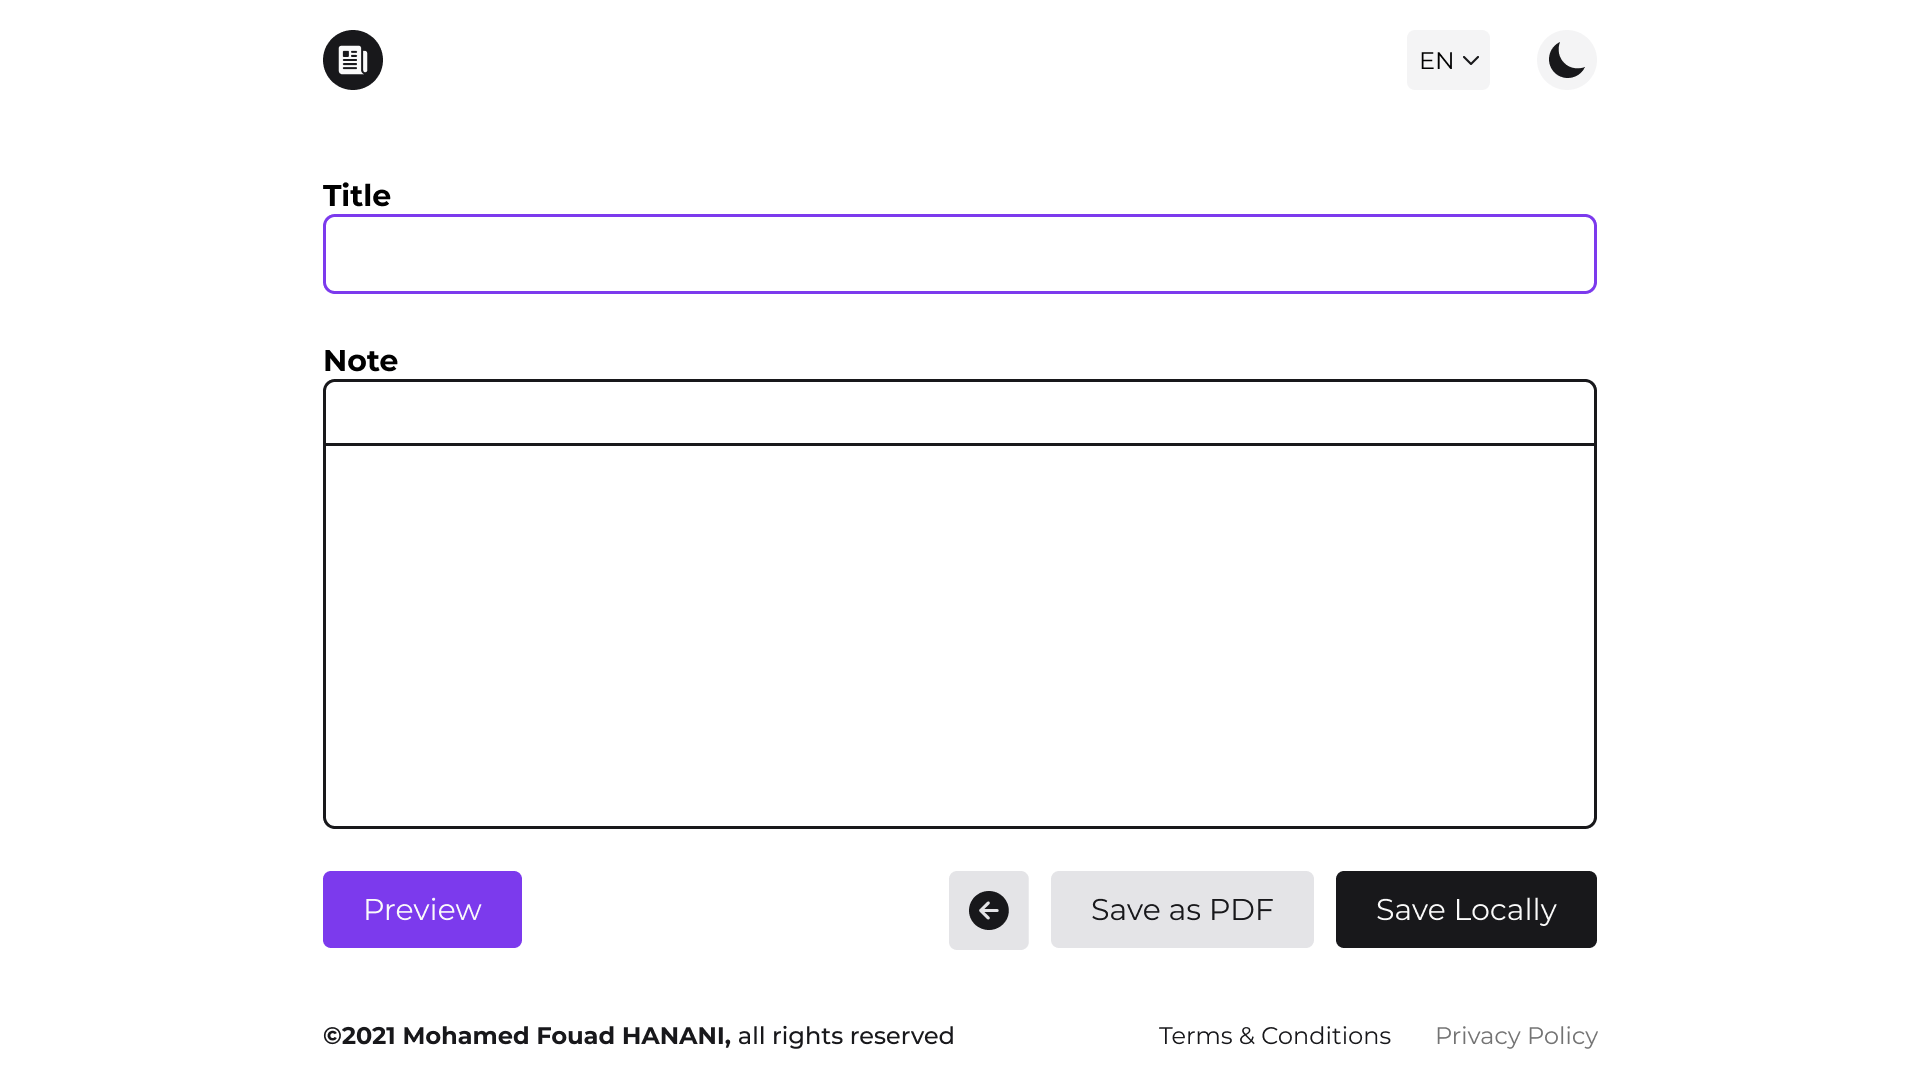 EN
Title
Note
Preview
Save as PDF
Save Locally
©2021 Mohamed Fouad HANANI, all rights reserved
Terms & Conditions
Privacy Policy